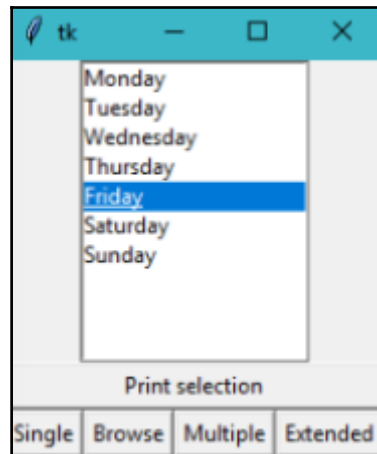 tk
Monday
Tuesday
Wednesday
Thursday
Friday
Saturday
Sunday
Print selection
Single Browse Multiple Extended